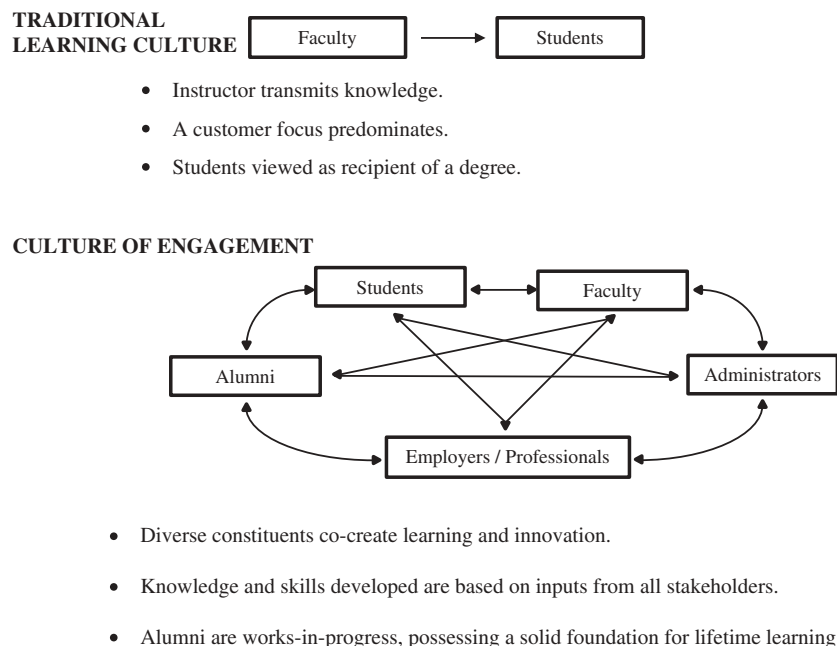 TRADITIONAL
LEARNING CULTURE
Faculty
Students
• Instructor transmits knowledge.
• A customer focus predominates.
• Students viewed as recipient of a degree.
CULTURE OF ENGAGEMENT
Students
Faculty
Alumni
Administrators
Employers / Professionals
• Diverse constituents co-create learning and innovation.
• Knowledge and skills developed are based on inputs from all stakeholders.
• Alumni are works-in-progress, possessing a solid foundation for lifetime learning